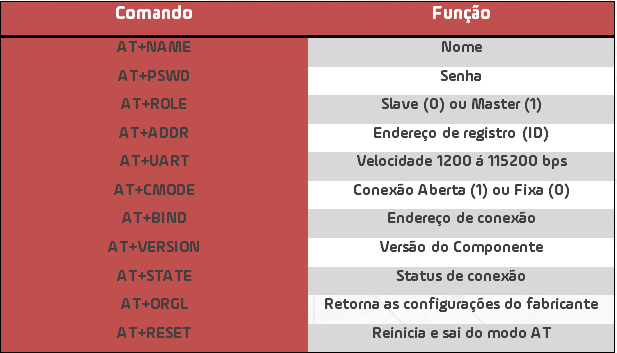 Comando Função
AT+NAME Nome
AT+PSWD Senha
AT+ROLE Slave (0) ou Master (1)
AT+ADDR Endereço de registro (ID)
AT+UART Velocidade 1200 á 115200 bps
AT+CMODE Conexão Aberta (1) ou Fixa (0)
AT+BIND Endereço de conexão
AT+VERSION Versão do Componente
AT+STATE Status de conexão
AT+ORGL Retorna as configurações do fabricante
AT+RESET Reinicia e sai do modo AT